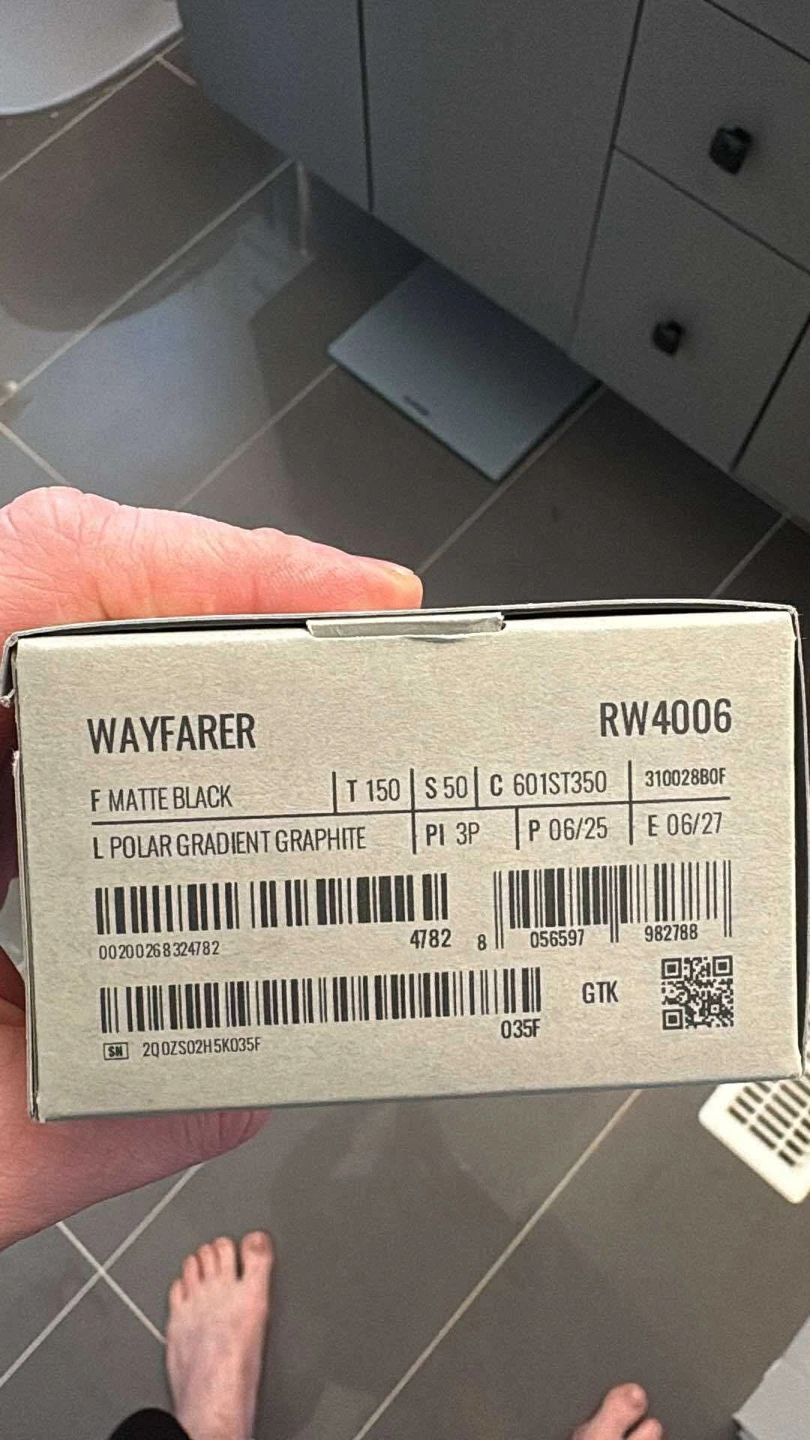 WAYFARER RW4006
F MATTE BLACK T 150 S 50 C 601ST350 310028B0F
L POLAR GRADIENT GRAPHITE PI 3P P 06/25 E 06/27
00200268324782 4782 8 056597 982788
035F GTK
SN 2Q0ZS02H5K035F